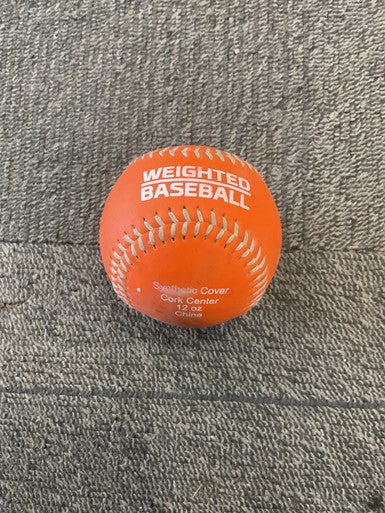 WEIGHTED
BASEBALL
Synthetic Cover
Cork Center
12 oz
China